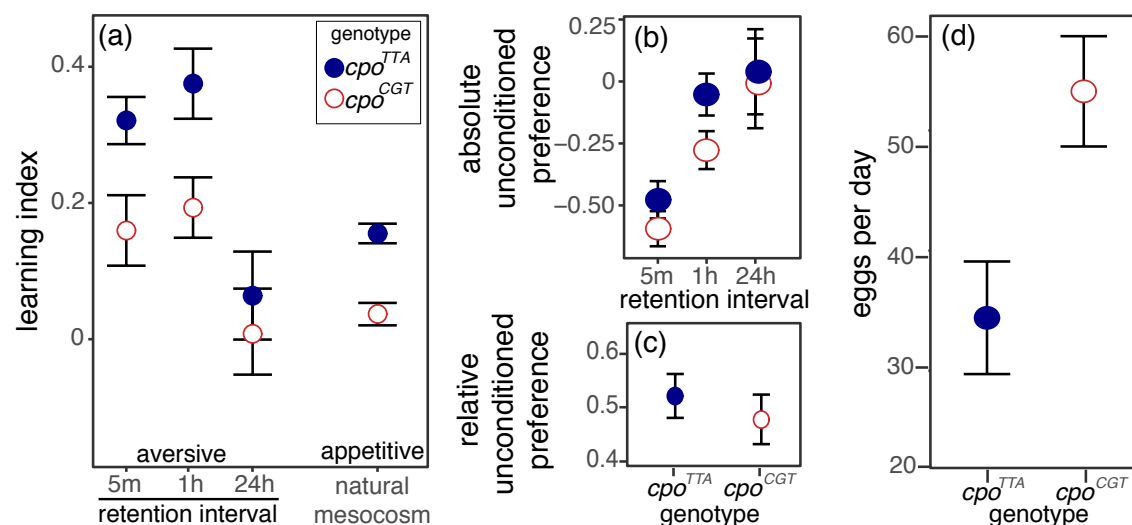 (a)
genotype
cpo^TTA
cpo^CGT
learning index
0.4
0.2
0
aversive
appetitive
5m 1h 24h
natural
mesocosm
retention interval
(b)
absolute
unconditioned
preference
0.25
0
−0.25
−0.50
5m 1h 24h
retention interval
(c)
relative
unconditioned
preference
0.6
0.5
0.4
cpo^TTA cpo^CGT
genotype
(d)
eggs per day
60
50
40
30
20
cpo^TTA cpo^CGT
genotype